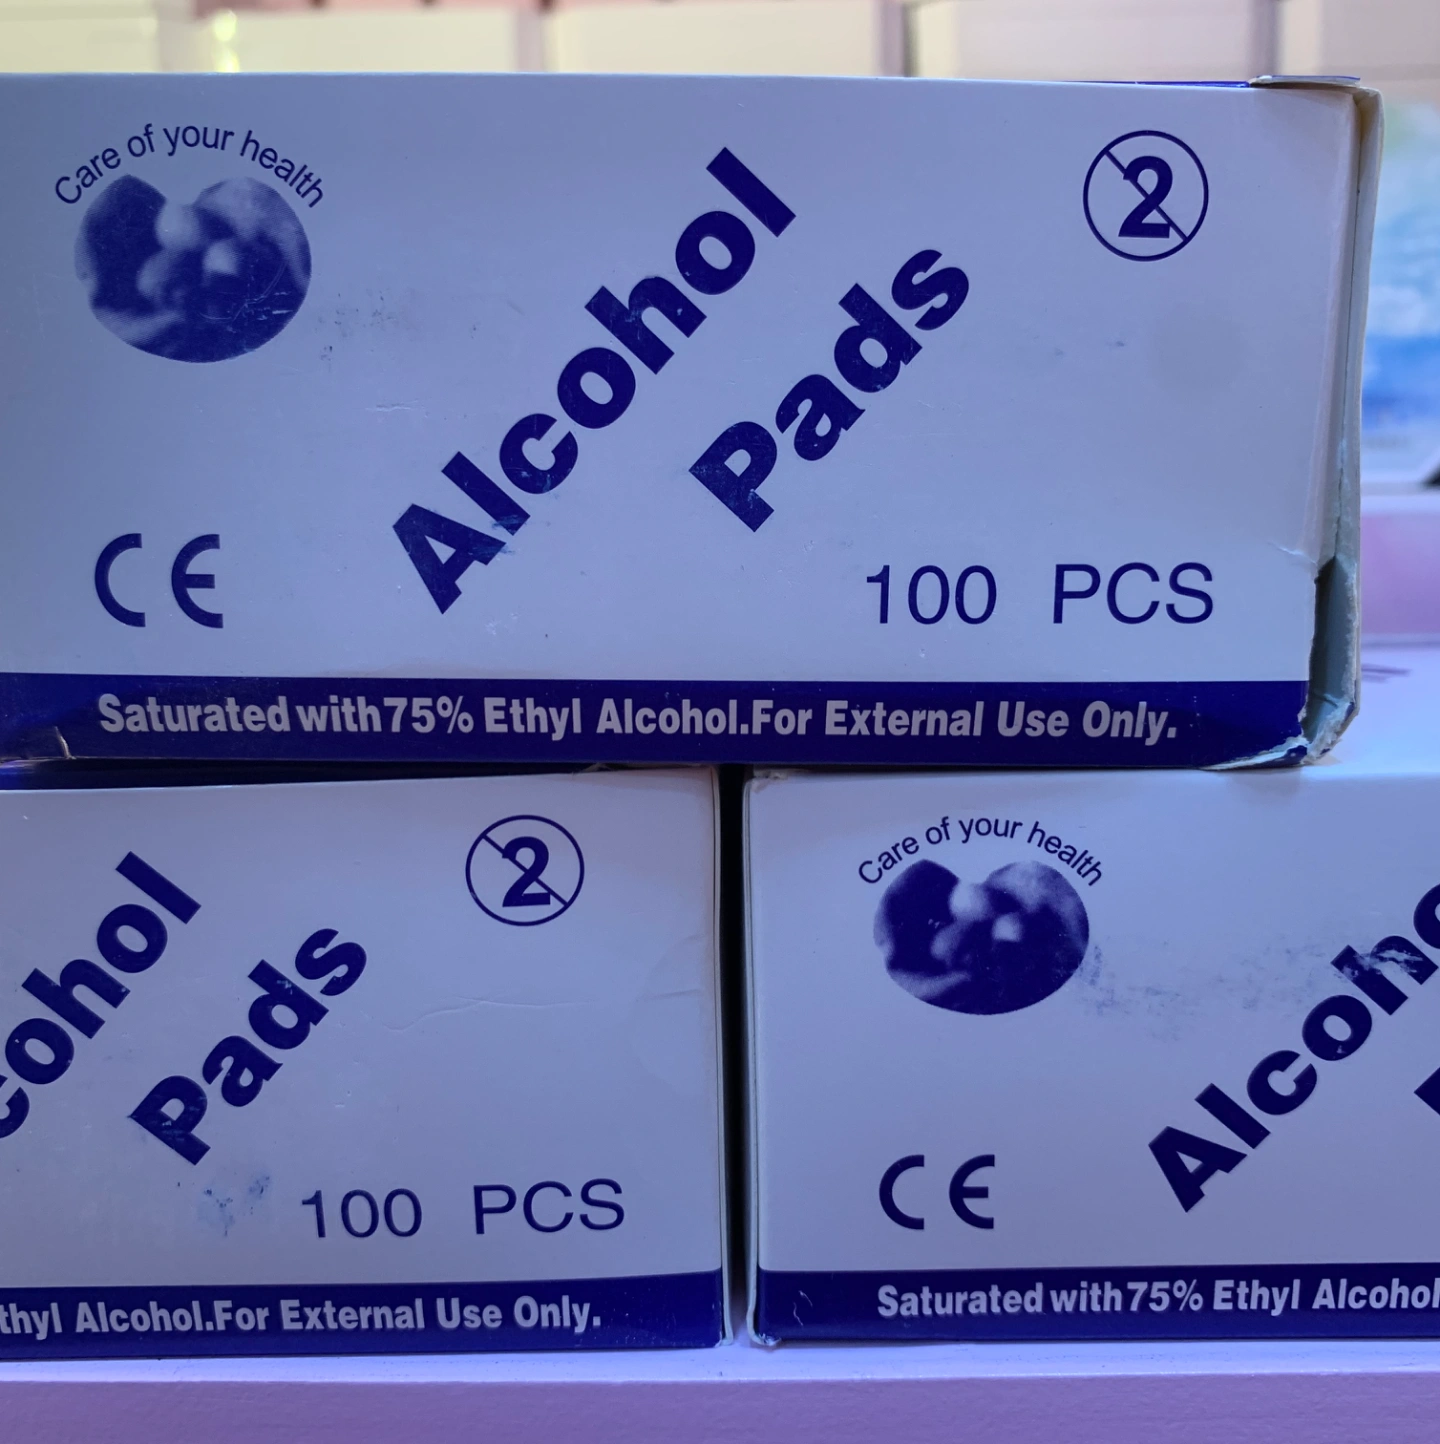 Care of your health
2
Alcohol
Pads
CE
100 PCS
Saturated with 75% Ethyl Alcohol.For External Use Only.
2
cohol
Pads
100 PCS
thyl Alcohol.For External Use Only.
Care of your health
Alcoho
CE
Saturated with 75% Ethyl Alcohol